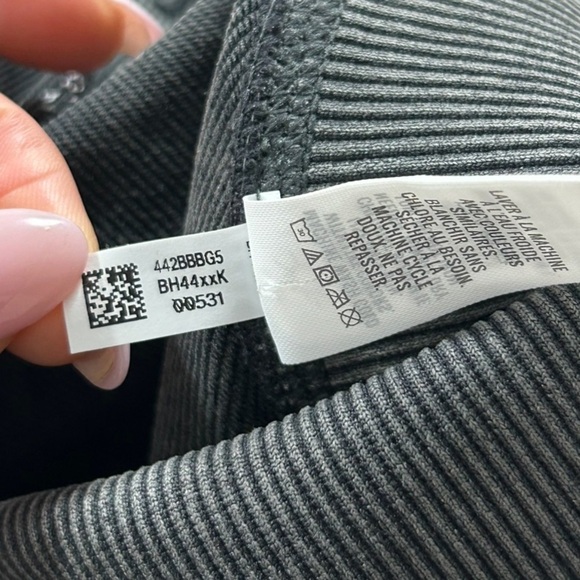 442BBBG5
BH44xxK
00531
30
LAVER À LA MACHINE
À L'EAU FROIDE
AVEC COULEURS
SIMILAIRES.
BLANCHIR SANS
CHLORE AU BESOIN.
SÉCHER À LA
MACHINE CYCLE
DOUX. NE PAS
REPASSER.